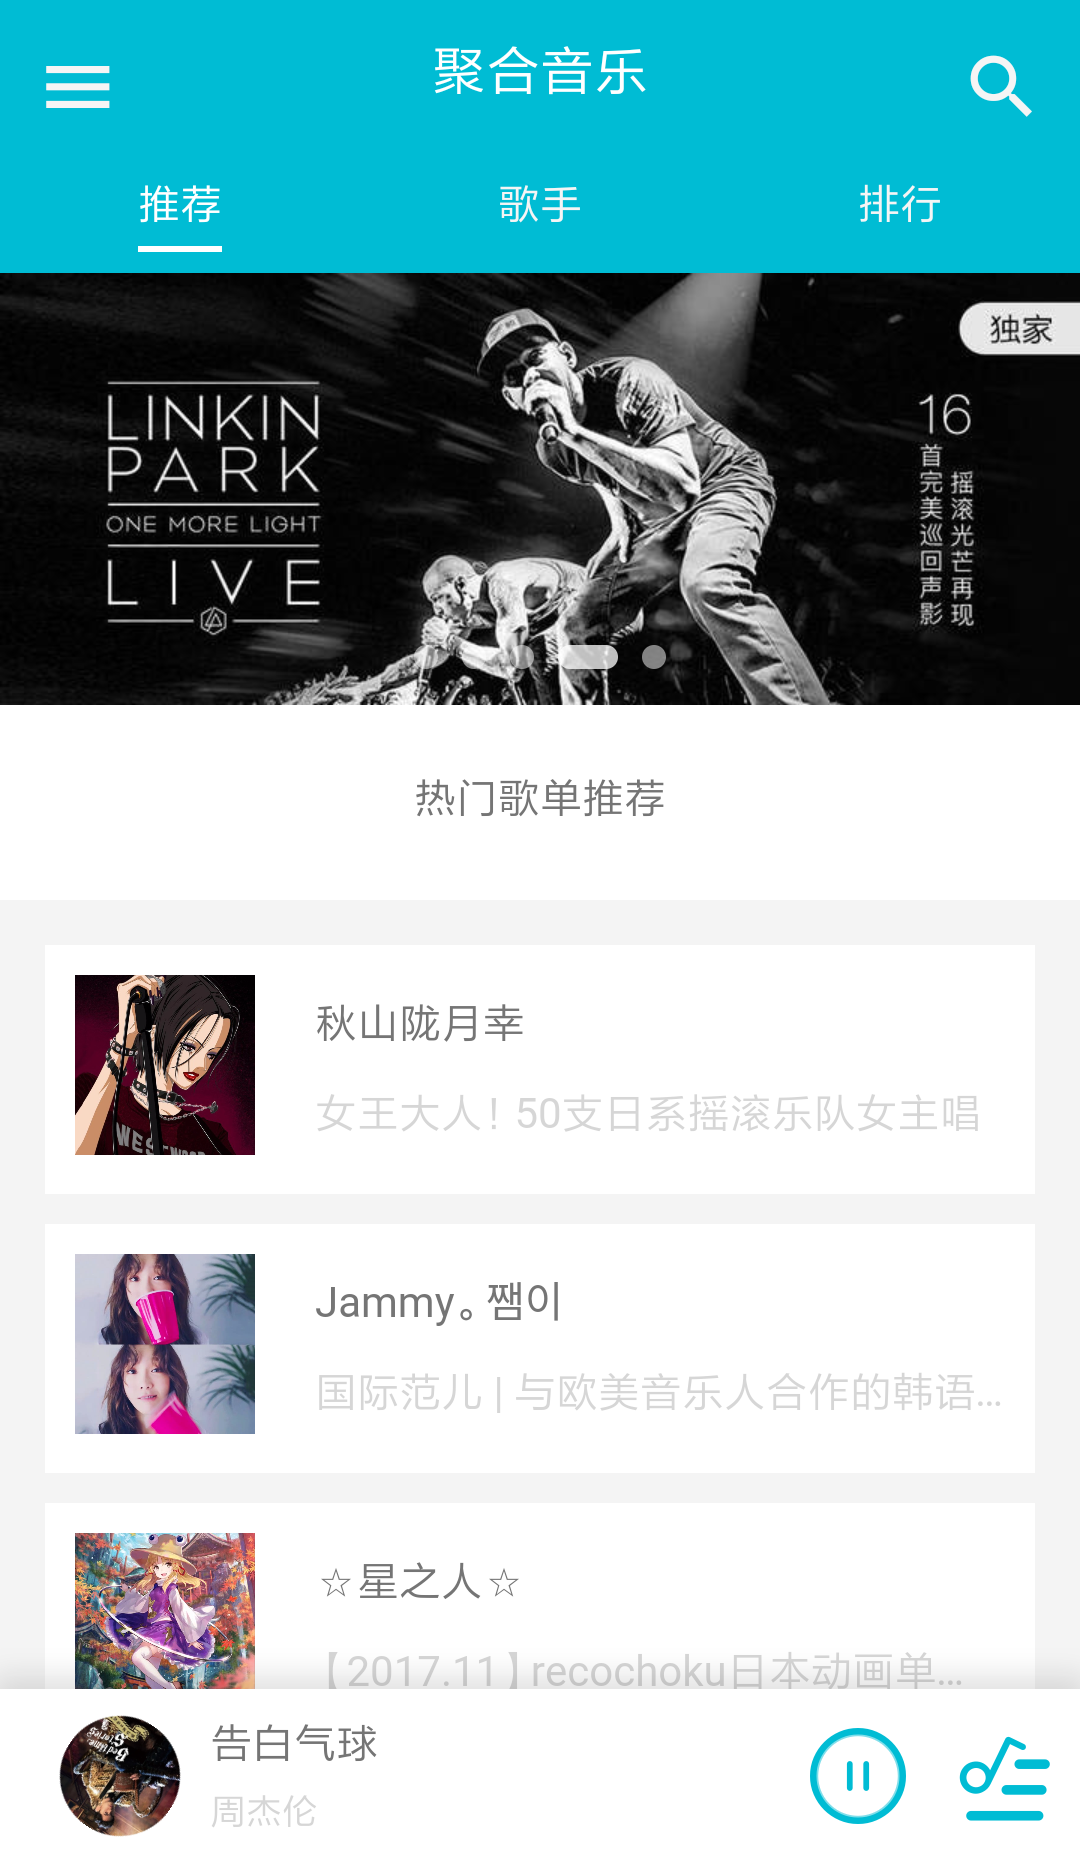 聚合音乐
推荐
歌手
排行
独家
LINKIN
PARK
ONE MORE LIGHT
LIVE
16
首完美巡回声影
摇滚光芒再现
热门歌单推荐
秋山陇月幸
女王大人！50支日系摇滚乐队女主唱
Jammy。쨈이
国际范儿 | 与欧美音乐人合作的韩语...
☆星之人☆
【2017.11】recochoku日本动画单...
告白气球
周杰伦